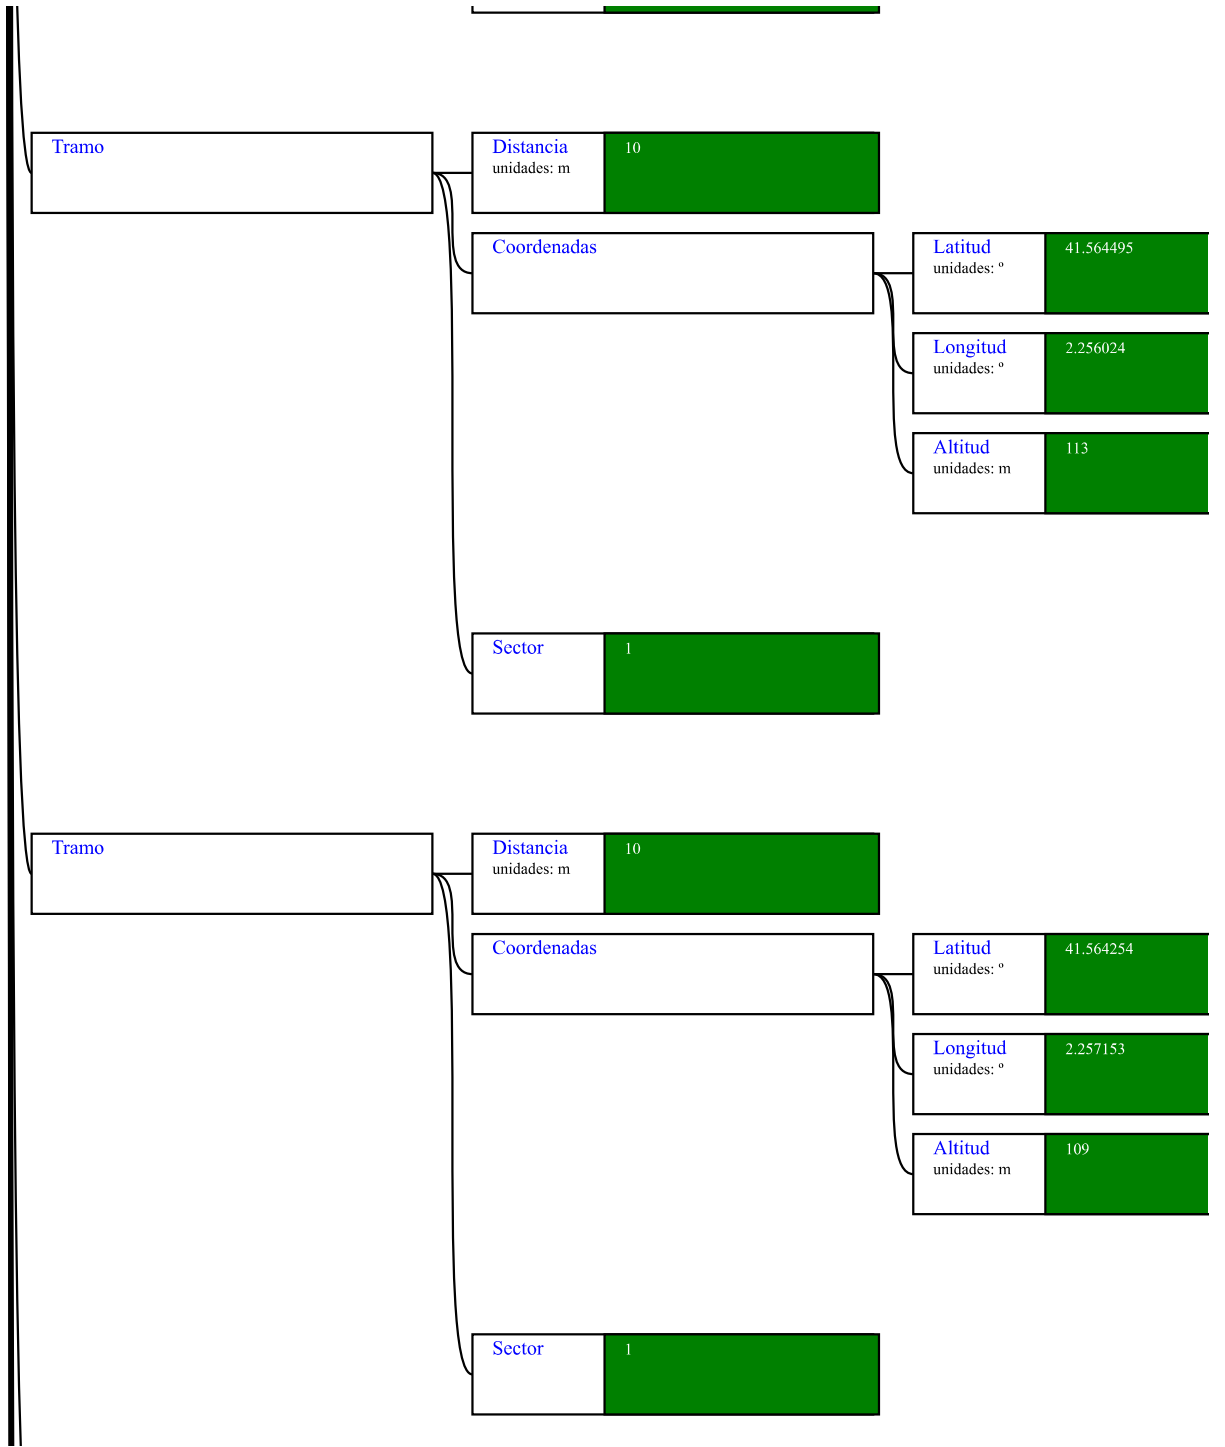 Tramo
Distancia
unidades: m
10
Coordenadas
Latitud
unidades: º
41.564495
Longitud
unidades: º
2.256024
Altitud
unidades: m
113
Sector
1
Tramo
Distancia
unidades: m
10
Coordenadas
Latitud
unidades: º
41.564254
Longitud
unidades: º
2.257153
Altitud
unidades: m
109
Sector
1